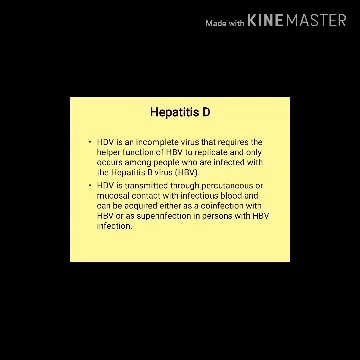 Made with KINEMASTER
Hepatitis D
• HDV is an incomplete virus that requires the
helper function of HBV to replicate and only
occurs among people who are infected with
the Hepatitis B virus (HBV).
• HDV is transmitted through percutaneous or
mucosal contact with infectious blood and
can be acquired either as a coinfection with
HBV or as superinfection in persons with HBV
infection.